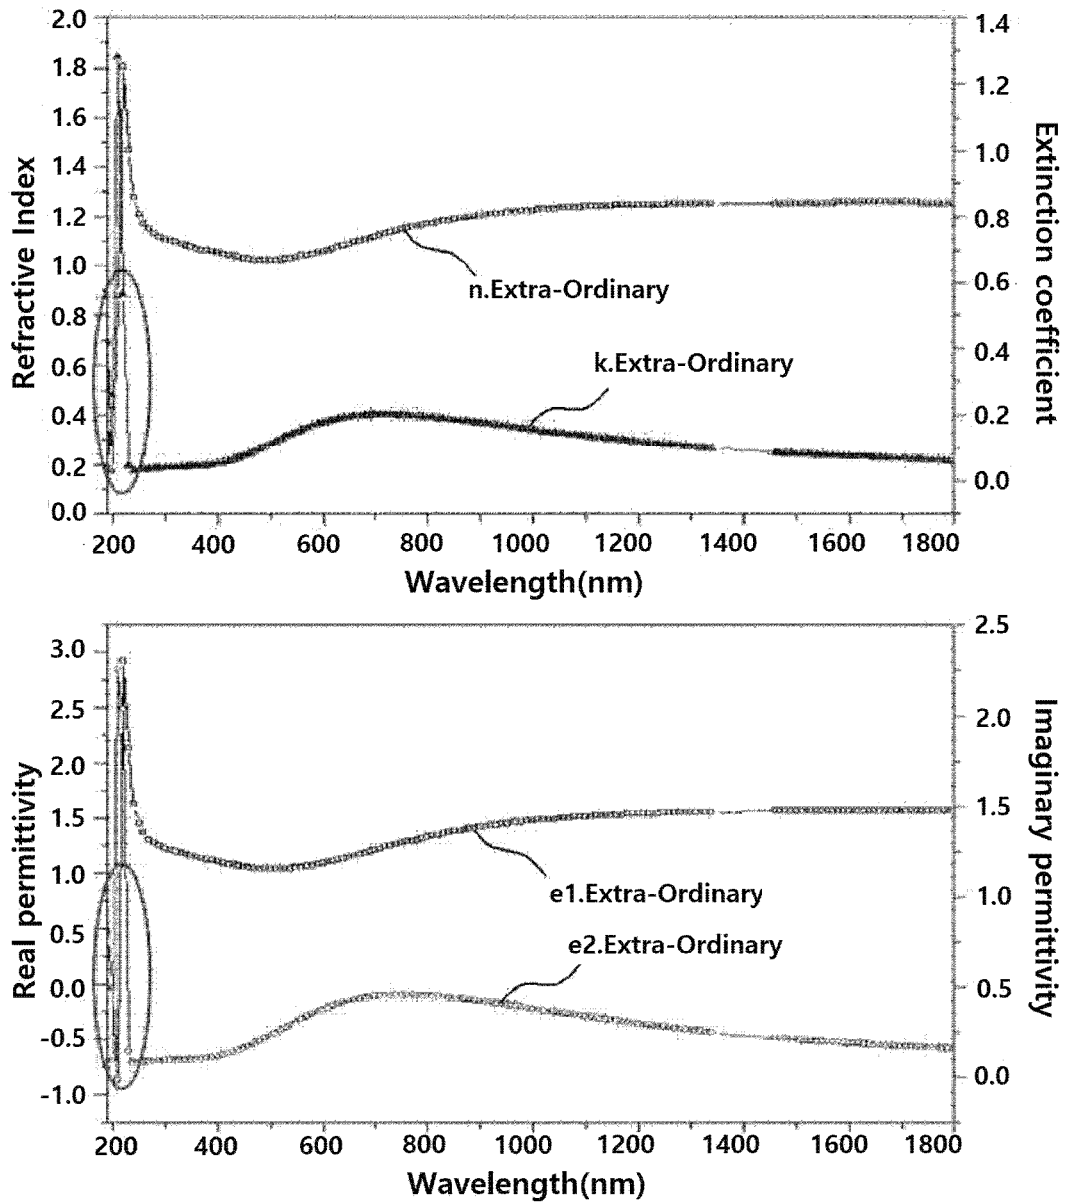 2.0
1.8
1.6
1.4
1.2
1.0
0.8
0.6
0.4
0.2
0.0
Refractive Index
1.4
1.2
1.0
0.8
0.6
0.4
0.2
0.0
Extinction coefficient
n.Extra-Ordinary
k.Extra-Ordinary
200 400 600 800 1000 1200 1400 1600 1800
Wavelength(nm)
3.0
2.5
2.0
1.5
1.0
0.5
0.0
-0.5
-1.0
Real permittivity
2.5
2.0
1.5
1.0
0.5
0.0
Imaginary permittivity
e1.Extra-Ordinary
e2.Extra-Ordinary
200 400 600 800 1000 1200 1400 1600 1800
Wavelength(nm)